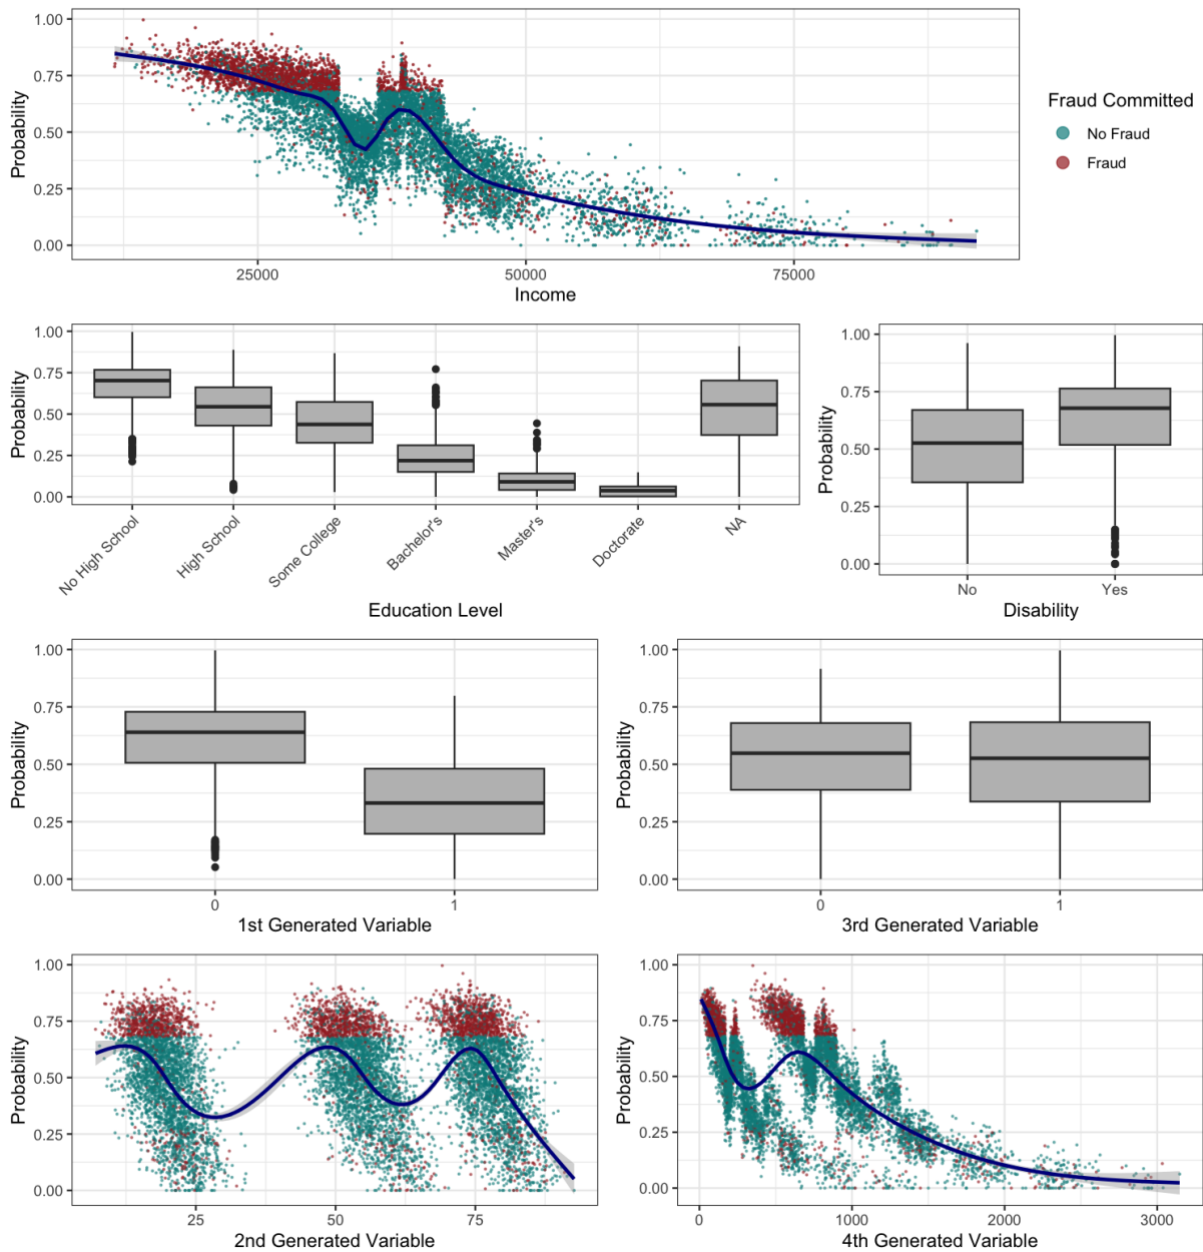 1.00
0.75
0.50
0.25
0.00
Probability
25000 50000 75000
Income
Fraud Committed
No Fraud
Fraud
1.00
0.75
0.50
0.25
0.00
Probability
No High School High School Some College Bachelor's Master's Doctorate NA
Education Level
1.00
0.75
0.50
0.25
0.00
Probability
No Yes
Disability
1.00
0.75
0.50
0.25
0.00
Probability
0 1
1st Generated Variable
1.00
0.75
0.50
0.25
0.00
Probability
0 1
3rd Generated Variable
1.00
0.75
0.50
0.25
0.00
Probability
25 50 75
2nd Generated Variable
1.00
0.75
0.50
0.25
0.00
Probability
0 1000 2000 3000
4th Generated Variable